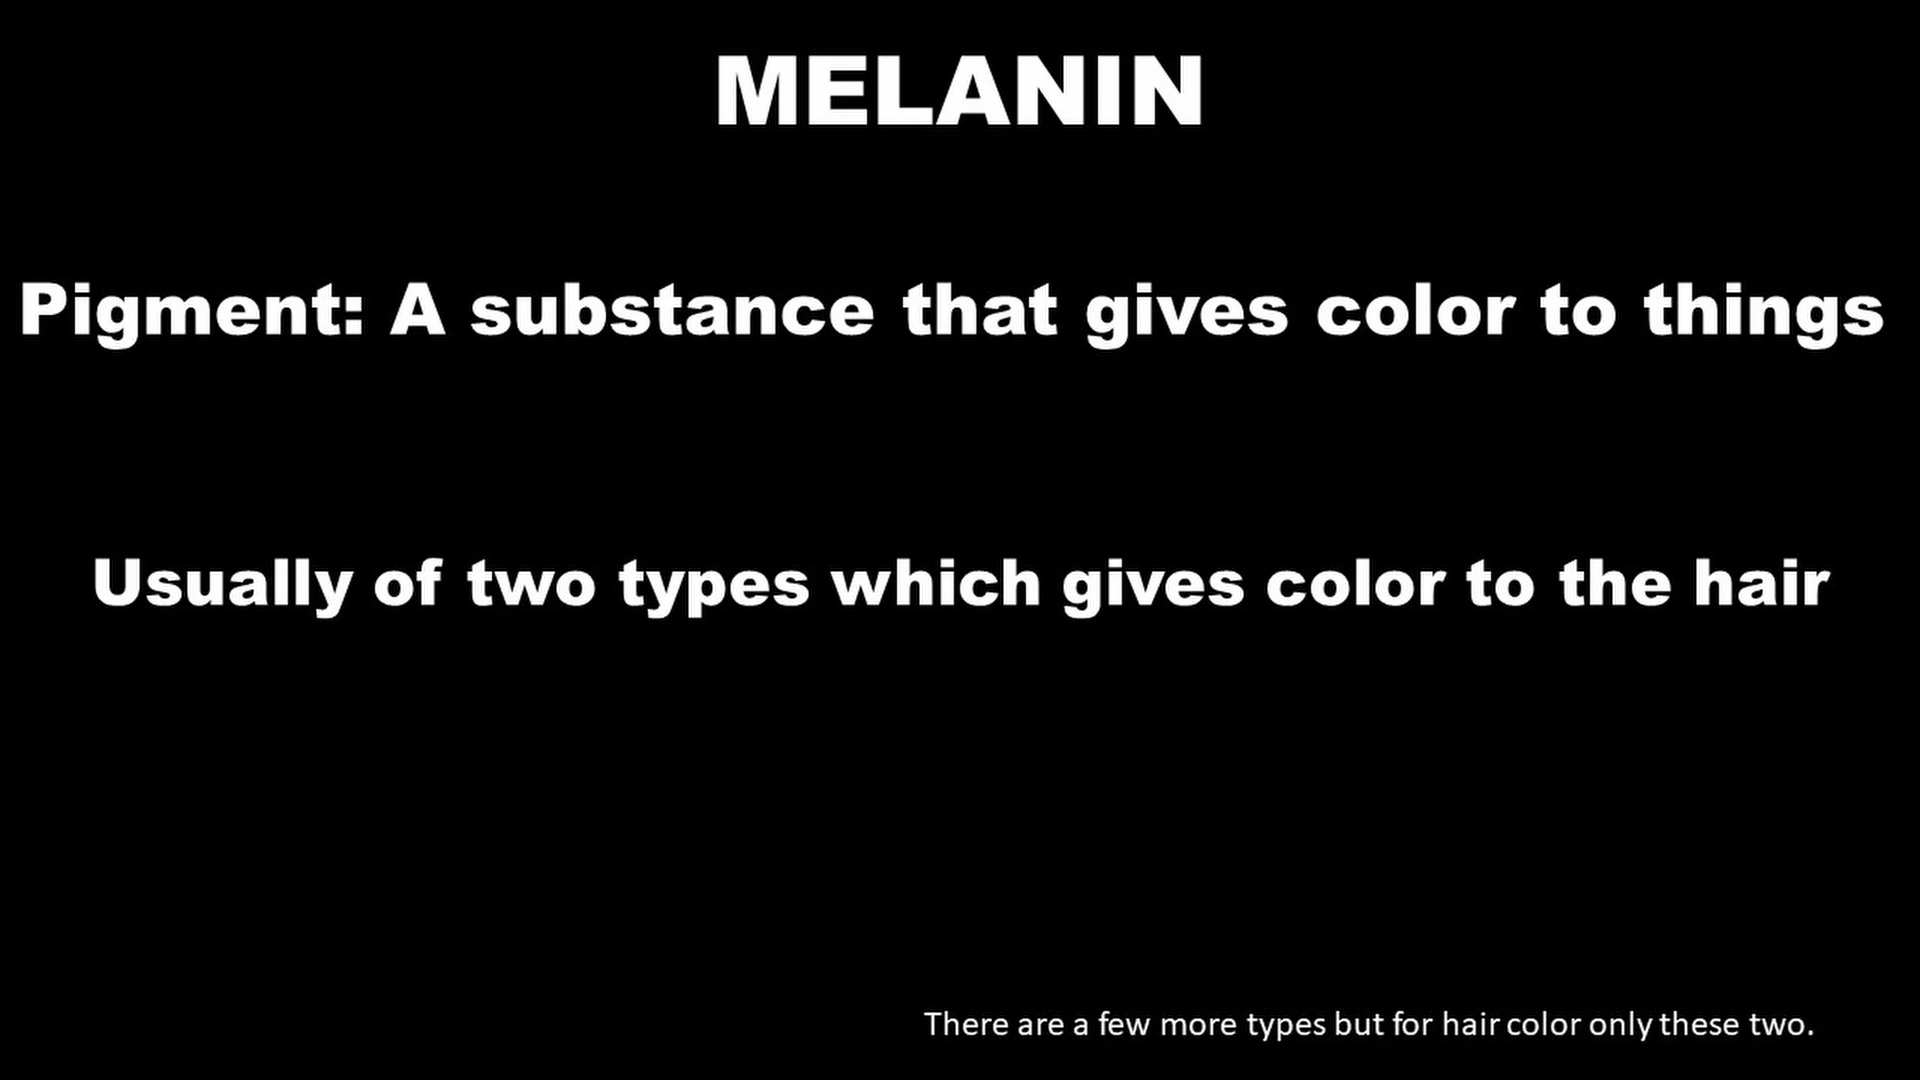 MELANIN
Pigment: A substance that gives color to things
Usually of two types which gives color to the hair
There are a few more types but for hair color only these two.